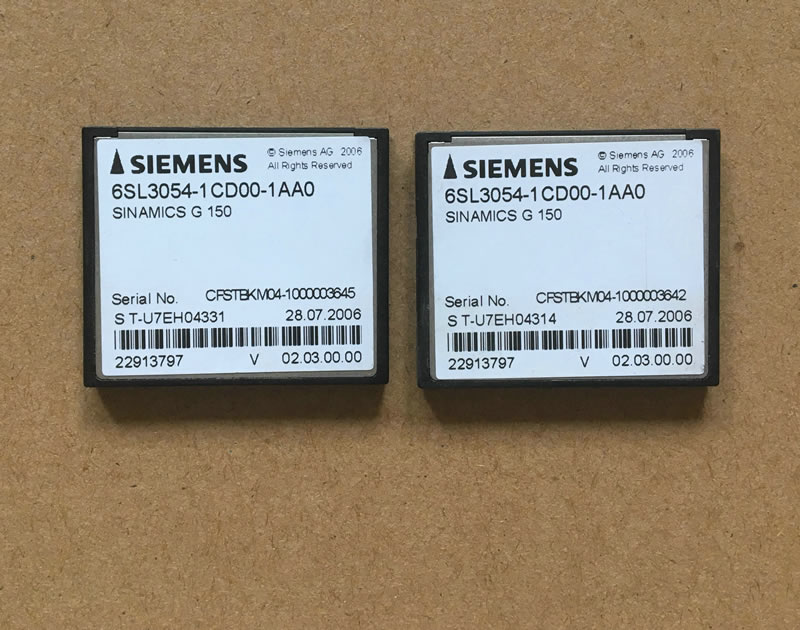 SIEMENS © Siemens AG 2006
All Rights Reserved
6SL3054-1CD00-1AA0
SINAMICS G 150
Serial No. CFSTBKM04-1000003645
S T-U7EH04331 28.07.2006
22913797 V 02.03.00.00
SIEMENS © Siemens AG 2006
All Rights Reserved
6SL3054-1CD00-1AA0
SINAMICS G 150
Serial No. CFSTBKM04-1000003642
S T-U7EH04314 28.07.2006
22913797 V 02.03.00.00